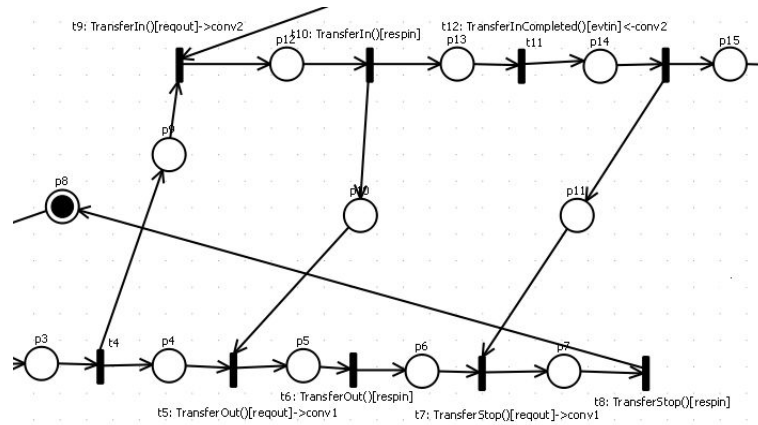 t9: TransferIn()[reqout]->conv2
t12: TransferInCompleted()[evtin]<-conv2
p12
t10: TransferIn()[respin]
p13
t11
p14
p15
p9
p8
p10
p11
p3
t4
p4
p5
p6
p7
t6: TransferOut()[respin]
t8: TransferStop()[respin]
t5: TransferOut()[reqout]->conv1
t7: TransferStop()[reqout]->conv1